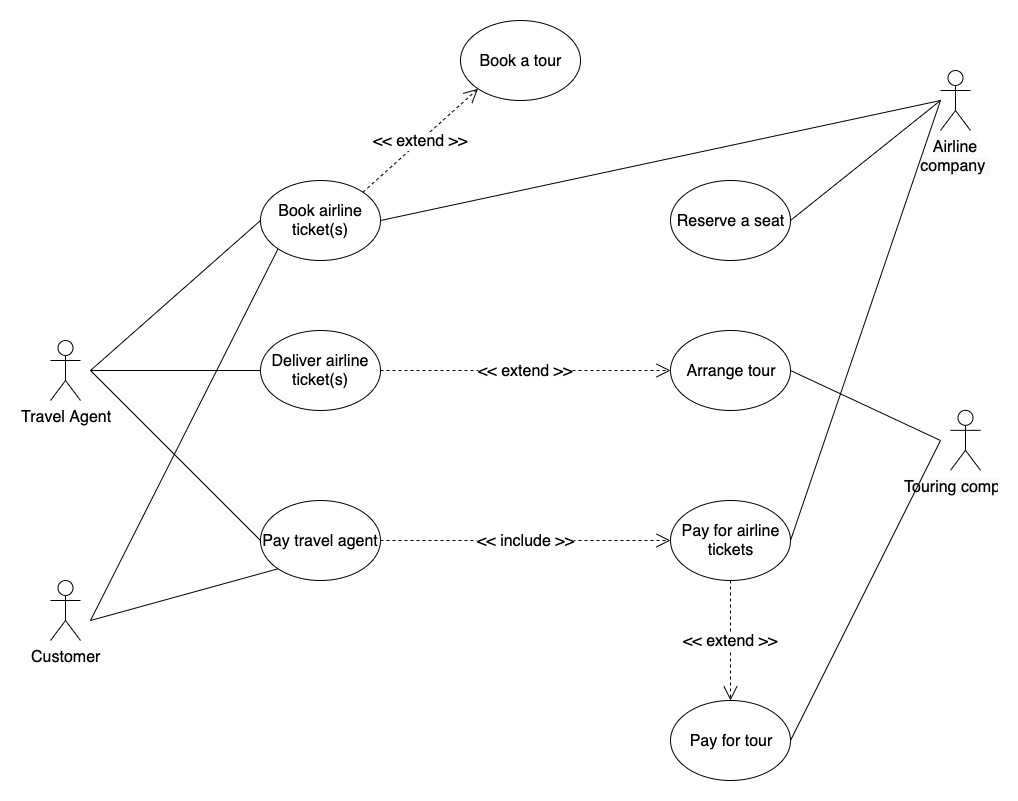 Book a tour
<< extend >>
Airline
company
Book airline
ticket(s)
Reserve a seat
Deliver airline
ticket(s)
<< extend >>
Arrange tour
Travel Agent
Touring comp
Pay travel agent
<< include >>
Pay for airline
tickets
<< extend >>
Customer
Pay for tour